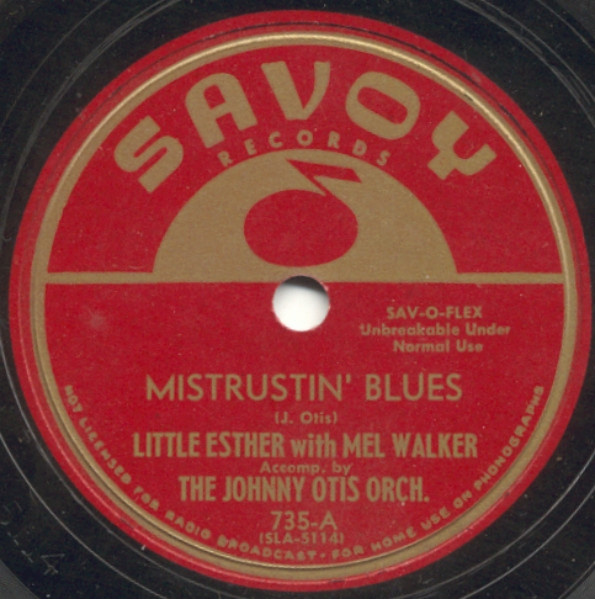 SAVOY
RECORDS
SAV-O-FLEX
Unbreakable Under
Normal Use
MISTRUSTIN' BLUES
(J. Otis)
LITTLE ESTHER with MEL WALKER
Accomp. by
THE JOHNNY OTIS ORCH.
735-A
(SLA-5114)
NOT LICENSED FOR RADIO BROADCAST · FOR HOME USE ON PHONOGRAPHS